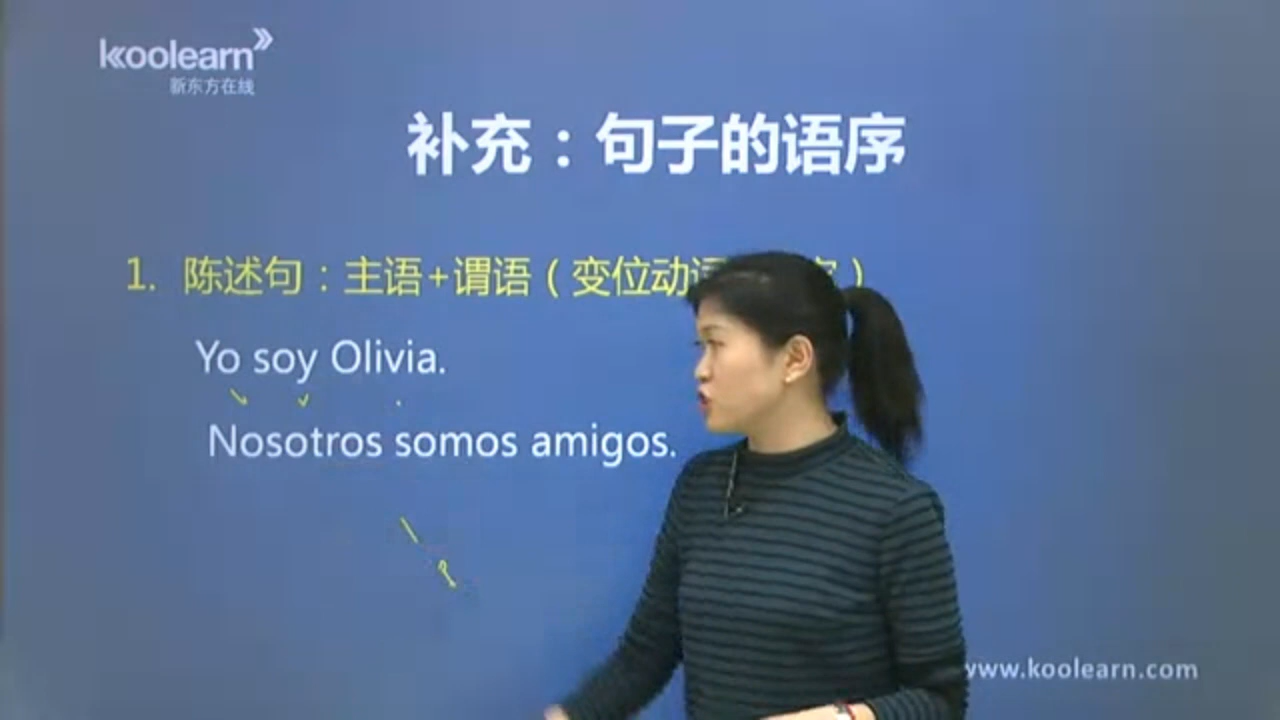 koolearn
新东方在线
补充：句子的语序
1. 陈述句：主语+谓语（变位动）
Yo soy Olivia.
Nosotros somos amigos.
www.koolearn.com